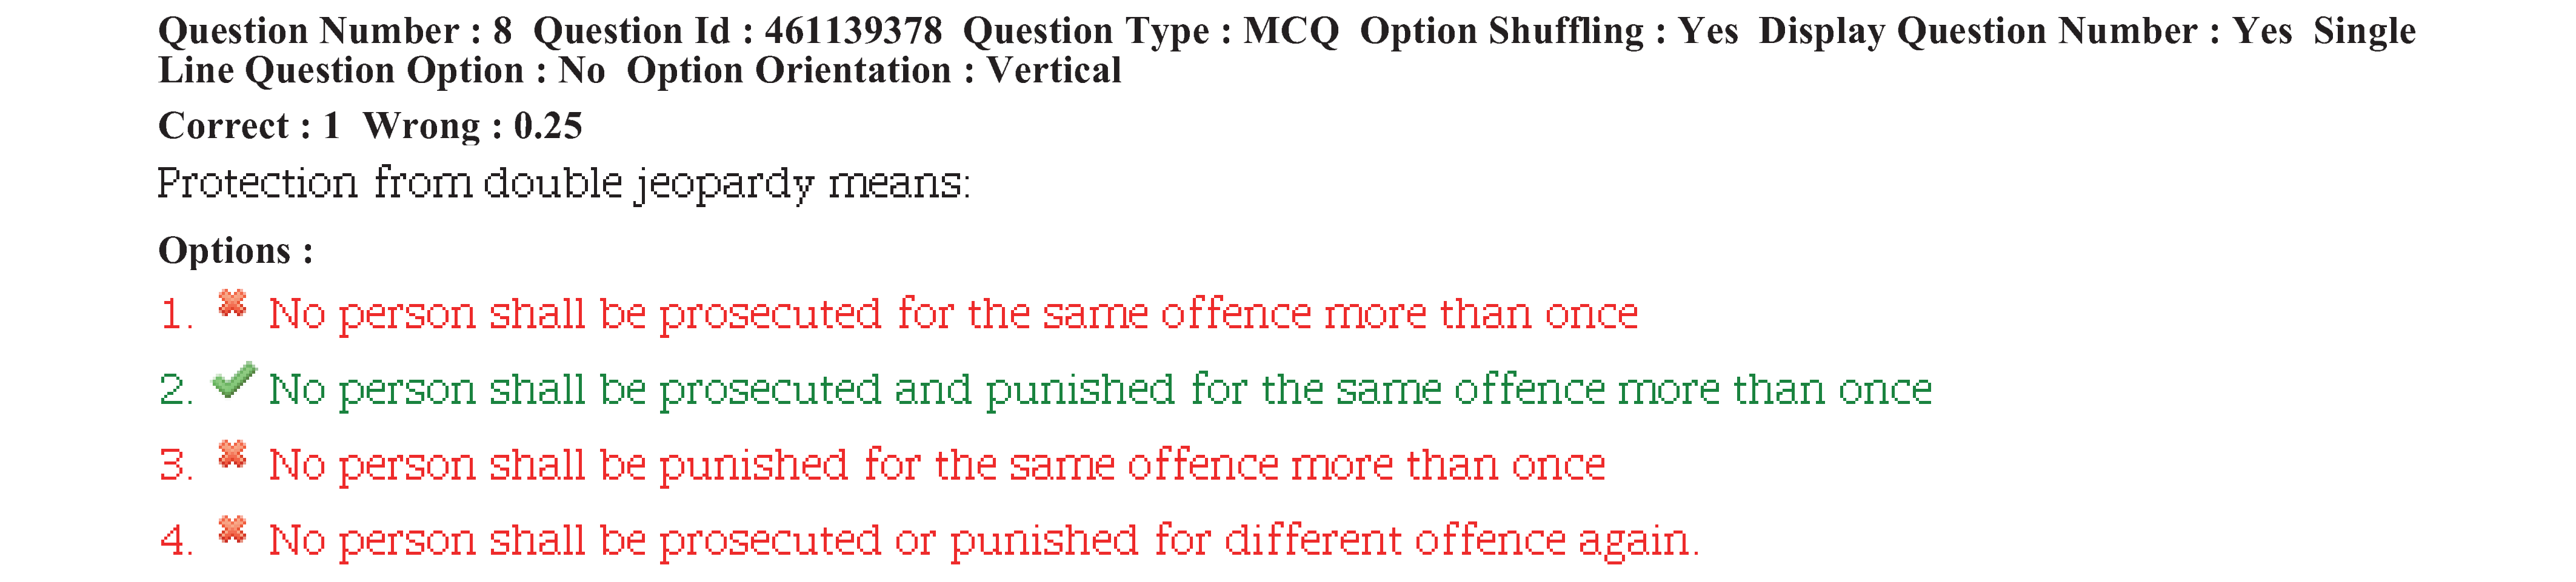 Question Number : 8 Question Id : 461139378 Question Type : MCQ Option Shuffling : Yes Display Question Number : Yes Single
Line Question Option : No Option Orientation : Vertical
Correct : 1 Wrong : 0.25
Protection from double jeopardy means:
Options :
1. No person shall be prosecuted for the same offence more than once
2. No person shall be prosecuted and punished for the same offence more than once
3. No person shall be punished for the same offence more than once
4. No person shall be prosecuted or punished for different offence again.